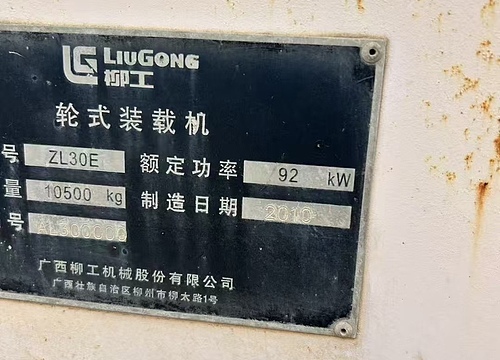 LIUGONG
柳工
轮式装载机
号 ZL30E 额定功率 92 kW
量 10500 kg 制造日期 2010
号
广西柳工机械股份有限公司
广西壮族自治区柳州市柳太路1号